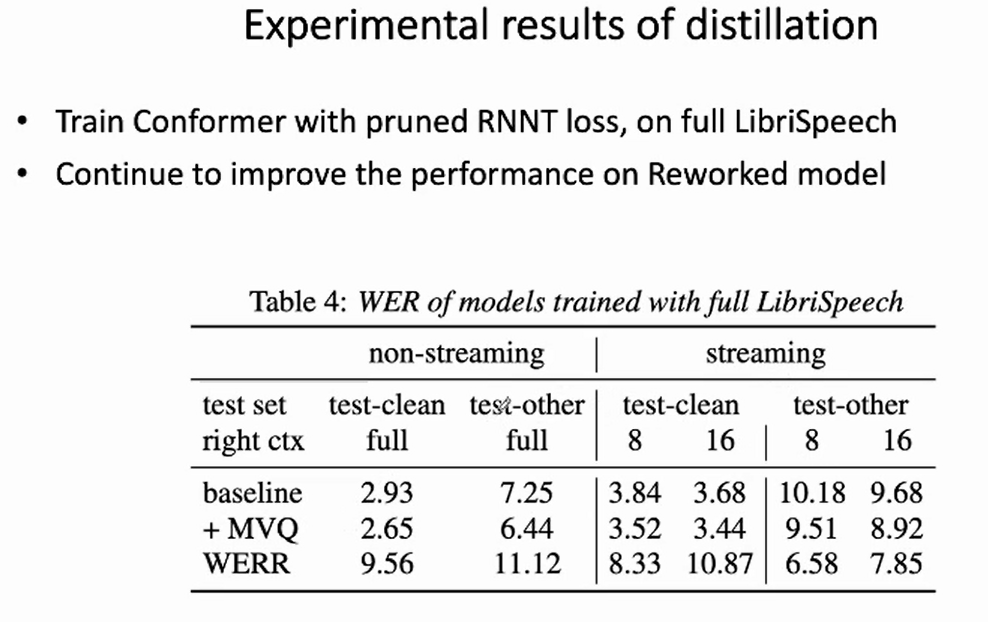 Experimental results of distillation
• Train Conformer with pruned RNNT loss, on full LibriSpeech
• Continue to improve the performance on Reworked model
Table 4: WER of models trained with full LibriSpeech
non-streaming | streaming
test set test-clean test-other test-clean test-other
right ctx full full 8 16 | 8 16
baseline 2.93 7.25 3.84 3.68 10.18 9.68
+ MVQ 2.65 6.44 3.52 3.44 9.51 8.92
WERR 9.56 11.12 8.33 10.87 6.58 7.85